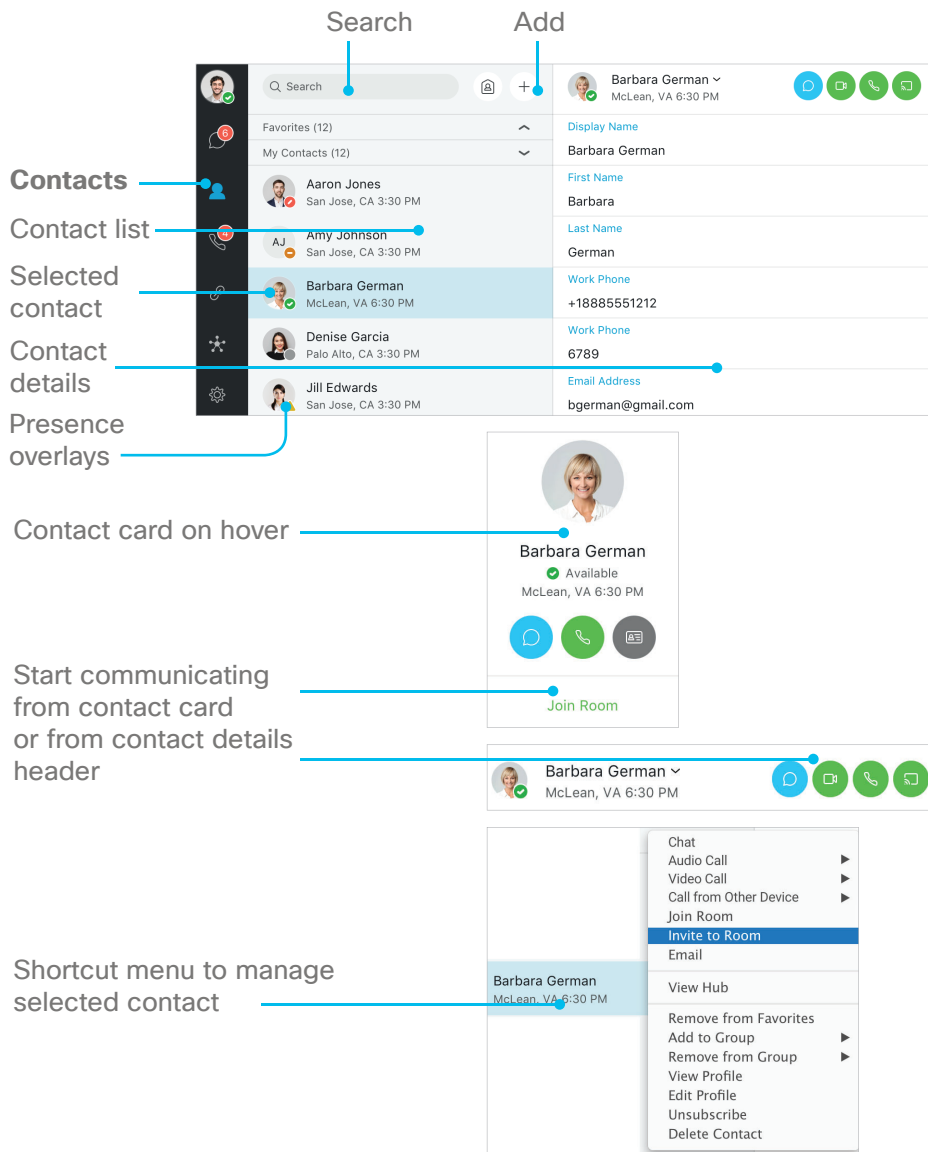 Search
Add
Search
Barbara German
McLean, VA 6:30 PM
6
Favorites (12)
My Contacts (12)
Display Name
Barbara German
Contacts
Aaron Jones
San Jose, CA 3:30 PM
First Name
Barbara
Contact list
4
AJ
Amy Johnson
San Jose, CA 3:30 PM
Last Name
German
Selected
contact
Barbara German
McLean, VA 6:30 PM
Work Phone
+18885551212
Contact
details
Denise Garcia
Palo Alto, CA 3:30 PM
Work Phone
6789
Jill Edwards
San Jose, CA 3:30 PM
Email Address
bgerman@gmail.com
Presence
overlays
Contact card on hover
Barbara German
Available
McLean, VA 6:30 PM
Join Room
Start communicating
from contact card
or from contact details
header
Barbara German
McLean, VA 6:30 PM
Shortcut menu to manage
selected contact
Barbara German
McLean, VA 6:30 PM
Chat
Audio Call
Video Call
Call from Other Device
Join Room
Invite to Room
Email
View Hub
Remove from Favorites
Add to Group
Remove from Group
View Profile
Edit Profile
Unsubscribe
Delete Contact